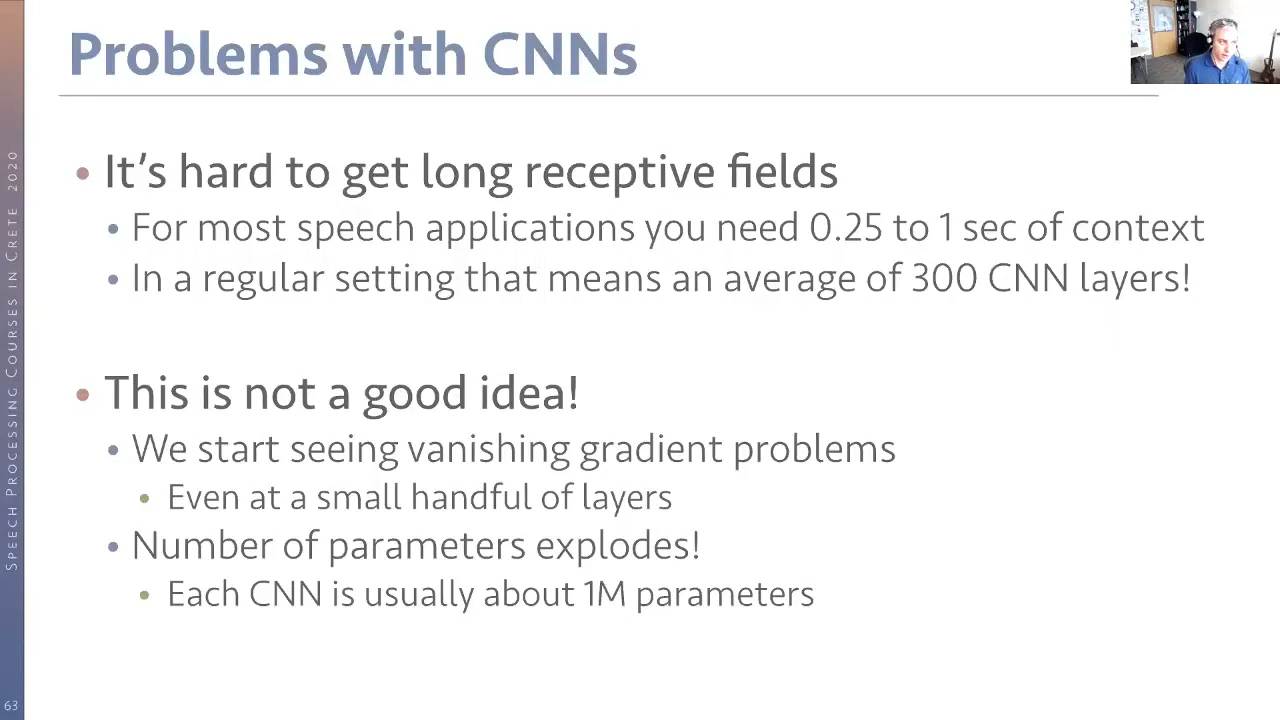 Problems with CNNs
• It’s hard to get long receptive fields
• For most speech applications you need 0.25 to 1 sec of context
• In a regular setting that means an average of 300 CNN layers!
• This is not a good idea!
• We start seeing vanishing gradient problems
• Even at a small handful of layers
• Number of parameters explodes!
• Each CNN is usually about 1M parameters
Speech Processing Courses in Crete 2020
63